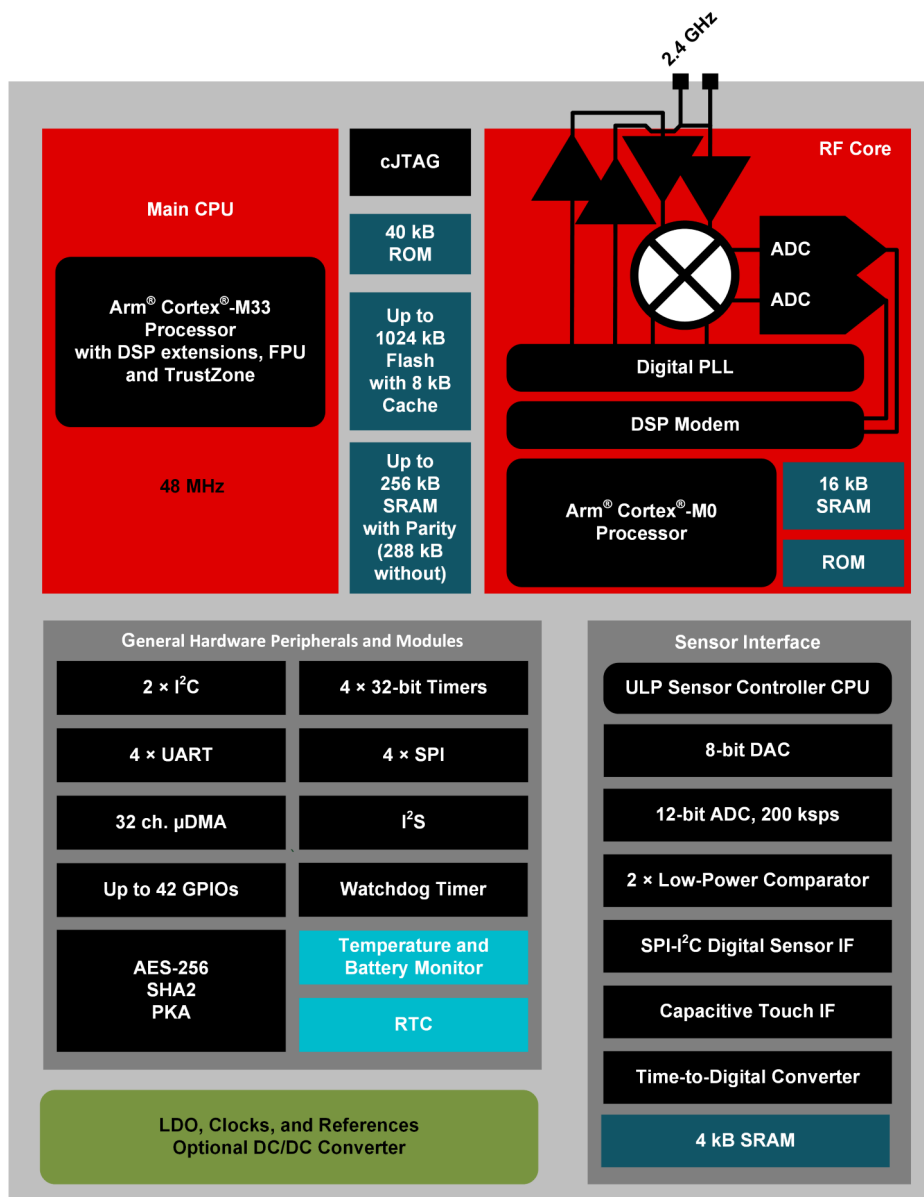 2.4 GHz
Main CPU
Arm® Cortex®-M33
Processor
with DSP extensions, FPU
and TrustZone
48 MHz
cJTAG
40 kB
ROM
Up to
1024 kB
Flash
with 8 kB
Cache
Up to
256 kB
SRAM
with Parity
(288 kB
without)
RF Core
ADC
ADC
Digital PLL
DSP Modem
Arm® Cortex®-M0
Processor
16 kB
SRAM
ROM
General Hardware Peripherals and Modules
2 × I²C
4 × 32-bit Timers
4 × UART
4 × SPI
32 ch. µDMA
I²S
Up to 42 GPIOs
Watchdog Timer
AES-256
SHA2
PKA
Temperature and
Battery Monitor
RTC
LDO, Clocks, and References
Optional DC/DC Converter
Sensor Interface
ULP Sensor Controller CPU
8-bit DAC
12-bit ADC, 200 ksps
2 × Low-Power Comparator
SPI-I²C Digital Sensor IF
Capacitive Touch IF
Time-to-Digital Converter
4 kB SRAM